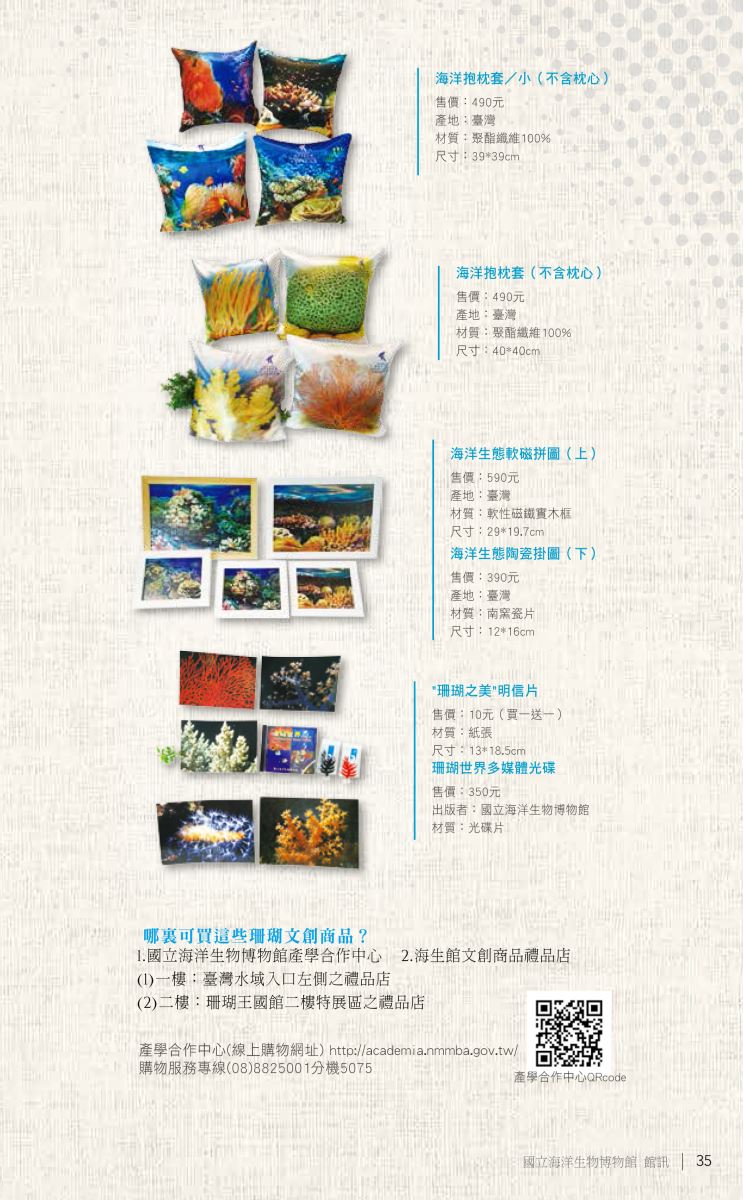 海洋抱枕套／小（不含枕心）
售價：490元
產地：臺灣
材質：聚酯纖維100%
尺寸：39*39cm
海洋抱枕套（不含枕心）
售價：490元
產地：臺灣
材質：聚酯纖維100%
尺寸：40*40cm
海洋生態軟磁拼圖（上）
售價：590元
產地：臺灣
材質：軟性磁鐵實木框
尺寸：29*19.7cm
海洋生態陶瓷掛圖（下）
售價：390元
產地：臺灣
材質：南窯瓷片
尺寸：12*16cm
"珊瑚之美"明信片
售價：10元（買一送一）
材質：紙張
尺寸：13*18.5cm
珊瑚世界多媒體光碟
售價：350元
出版者：國立海洋生物博物館
材質：光碟片
哪裏可買這些珊瑚文創商品？
1.國立海洋生物博物館產學合作中心 2.海生館文創商品禮品店
(1)一樓：臺灣水域入口左側之禮品店
(2)二樓：珊瑚王國館二樓特展區之禮品店
產學合作中心(線上購物網址) http://academia.nmmba.gov.tw/
購物服務專線(08)8825001分機5075
產學合作中心QRcode
國立海洋生物博物館 館訊 | 35